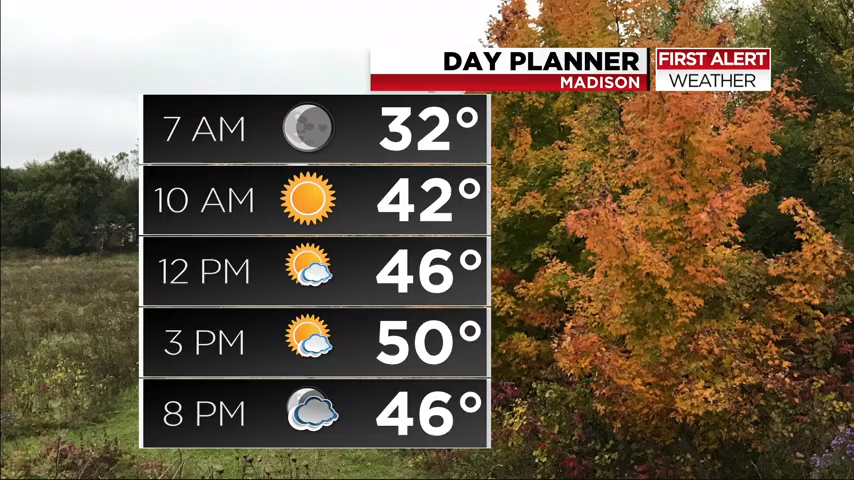 DAY PLANNER
MADISON
FIRST ALERT
WEATHER
7 AM 32°
10 AM 42°
12 PM 46°
3 PM 50°
8 PM 46°